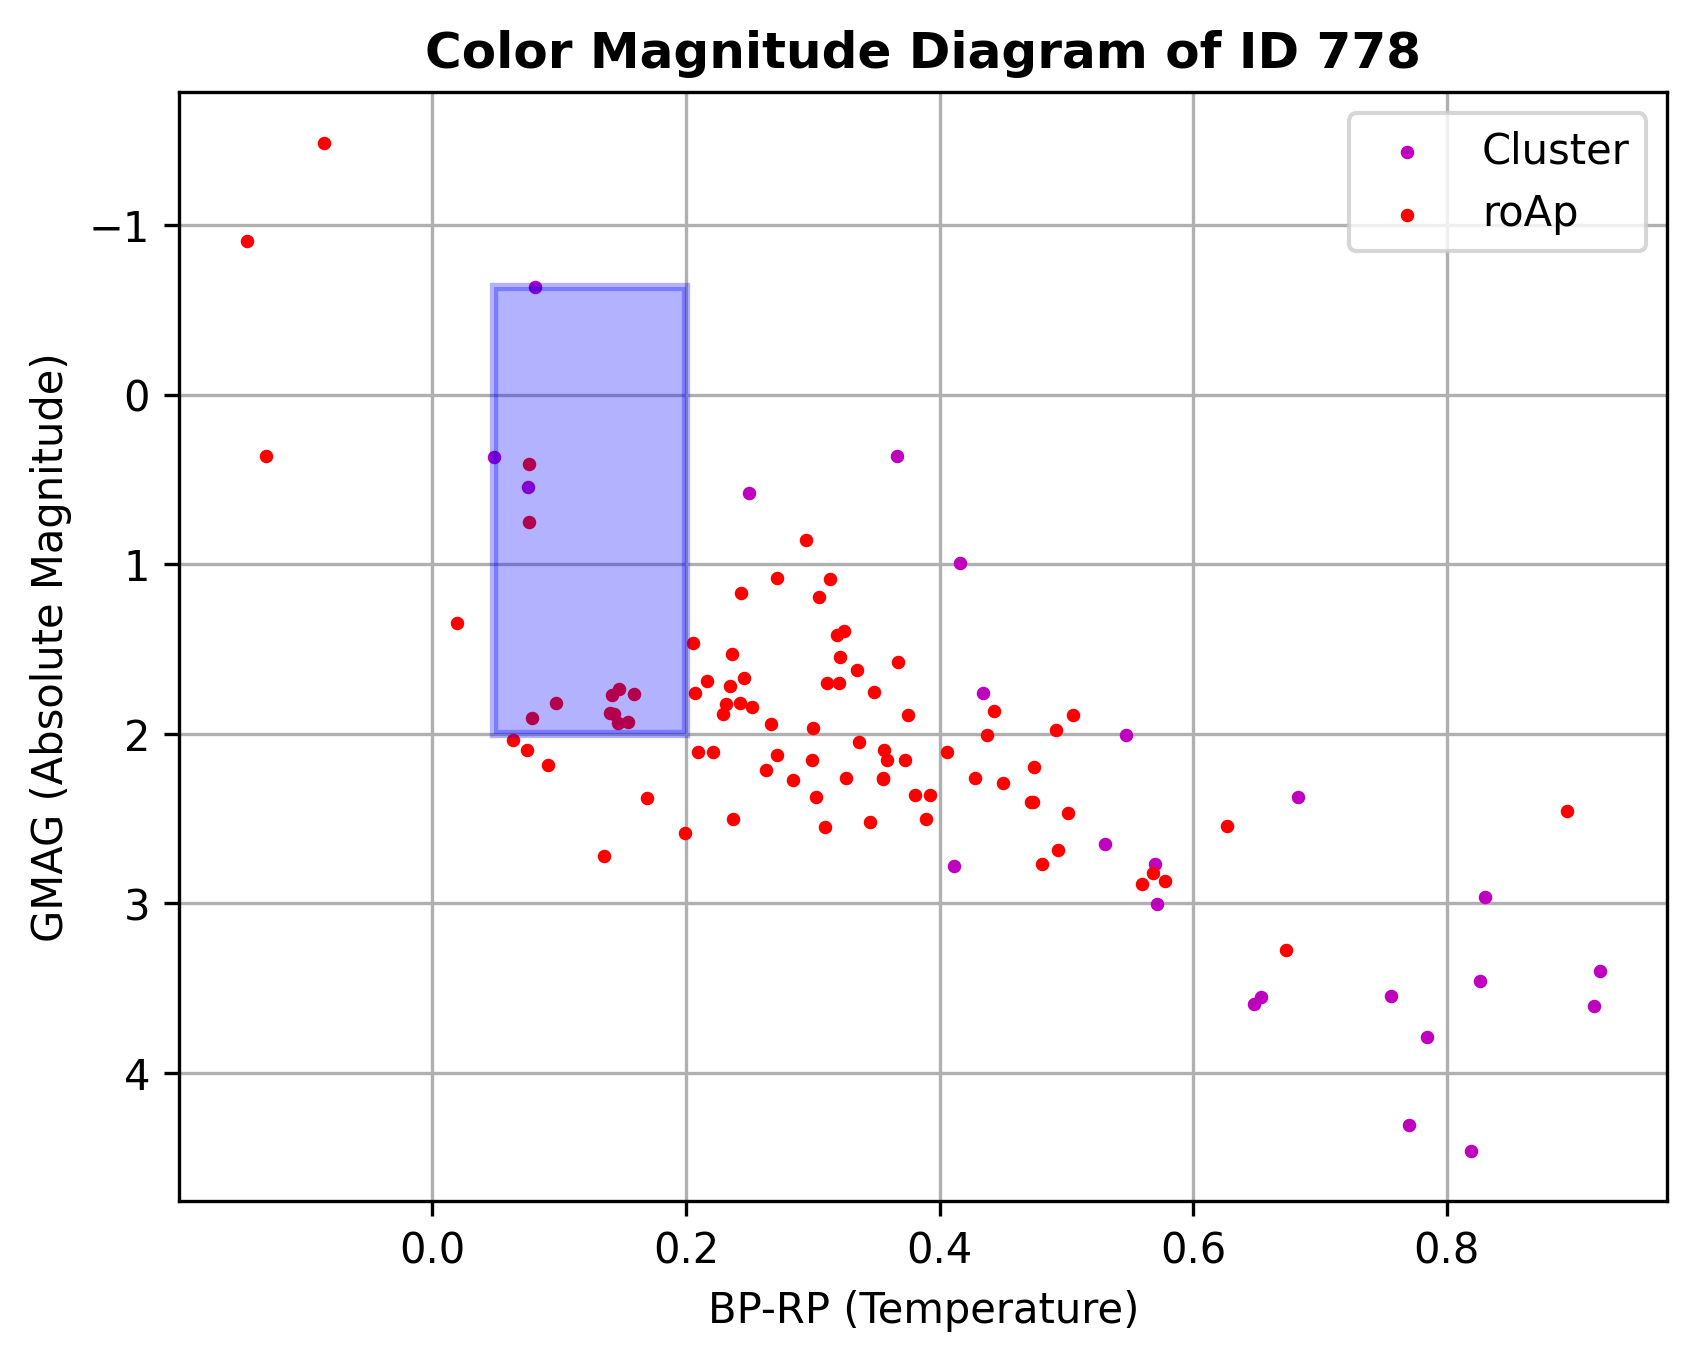 Color Magnitude Diagram of ID 778
Cluster
roAp
GMAG (Absolute Magnitude)
−1
0
1
2
3
4
0.0 0.2 0.4 0.6 0.8
BP-RP (Temperature)